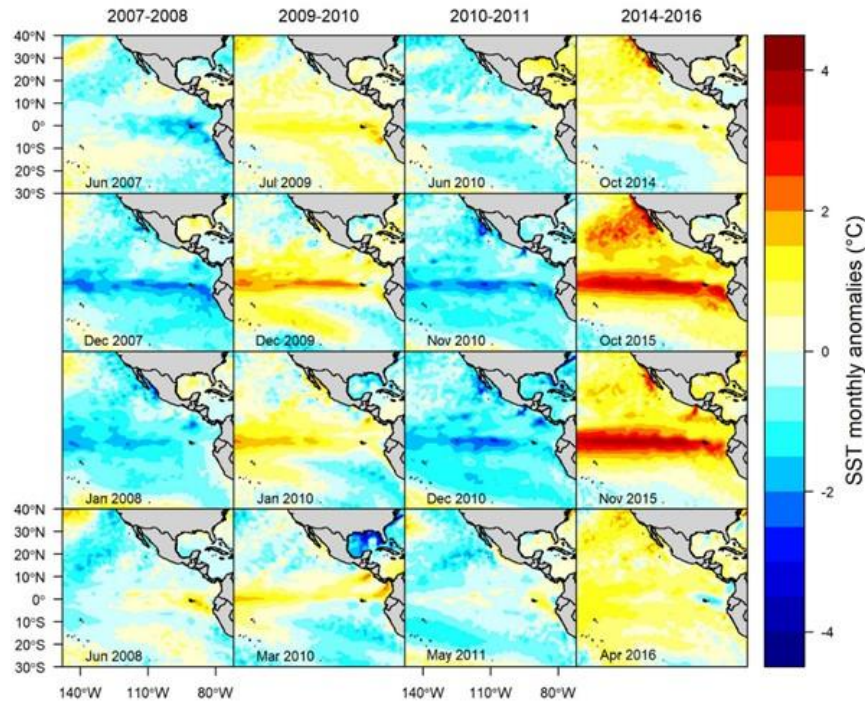 2007-2008 2009-2010 2010-2011 2014-2016
40°N
30°N
20°N
10°N
0°
10°S
20°S
30°S
Jun 2007 Jul 2009 Jun 2010 Oct 2014
Dec 2007 Dec 2009 Nov 2010 Oct 2015
Jan 2008 Jan 2010 Dec 2010 Nov 2015
40°N
30°N
20°N
10°N
0°
10°S
20°S
30°S
Jun 2008 Mar 2010 May 2011 Apr 2016
140°W 110°W 80°W 140°W 110°W 80°W
4
2
0
-2
-4
SST monthly anomalies (°C)